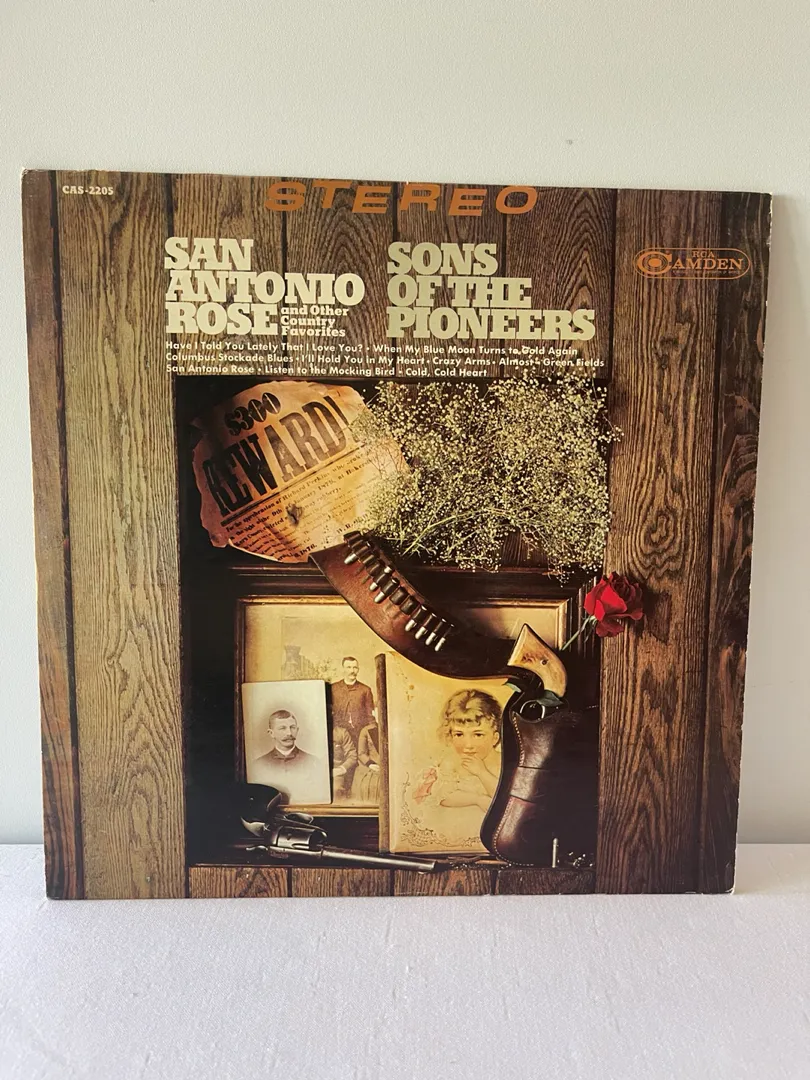 CAS-2205
STEREO
SAN
ANTONIO
ROSE
and Other
Country
Favorites
SONS
OF THE
PIONEERS
RCA
CAMDEN
Have I Told You Lately That I Love You? • When My Blue Moon Turns to Gold Again
Columbus Stockade Blues • I'll Hold You in My Heart • Crazy Arms • Almost • Green Fields
San Antonio Rose • Listen to the Mocking Bird • Cold, Cold Heart
$300
REWARD!